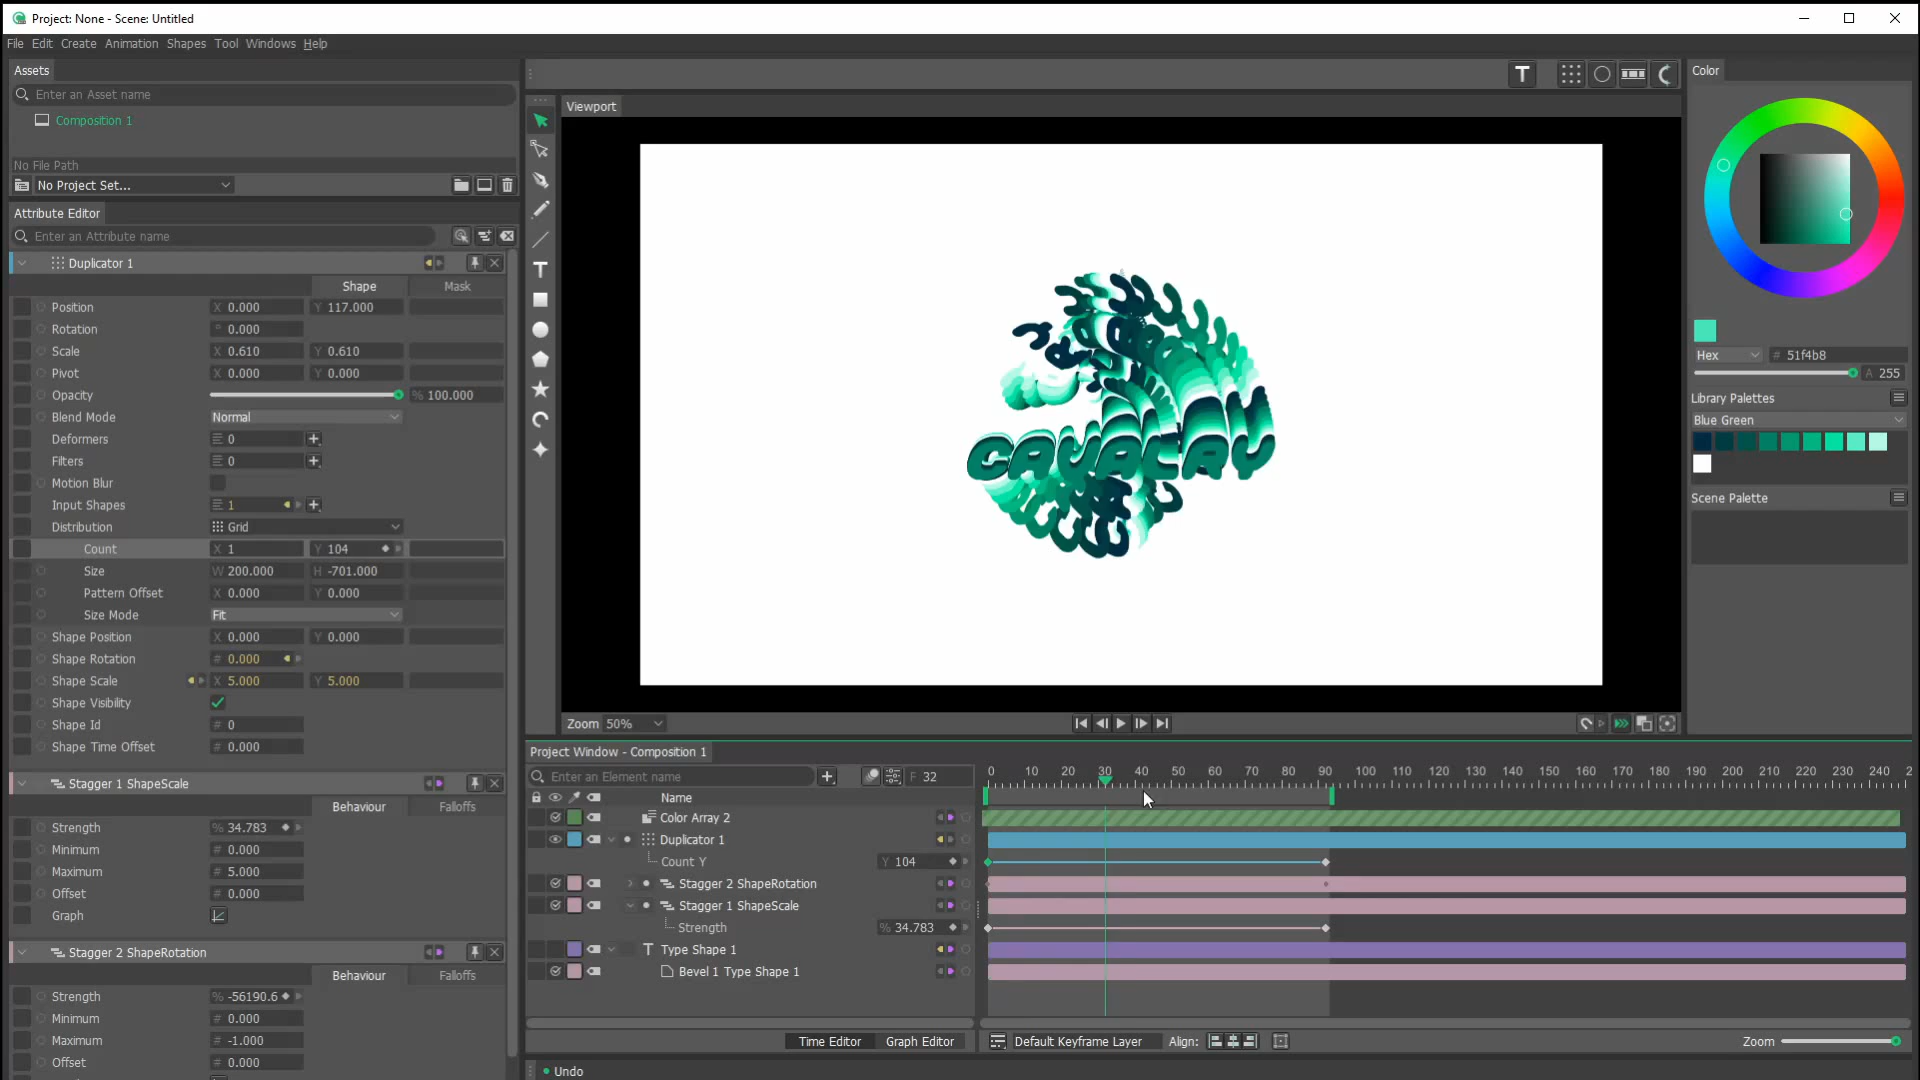 Project: None - Scene: Untitled
File Edit Create Animation Shapes Tool Windows Help
Assets
Enter an Asset name
Composition 1
No File Path
No Project Set...
Attribute Editor
Enter an Attribute name
Duplicator 1
Shape Mask
Position X 0.000 Y 117.000
Rotation ° 0.000
Scale X 0.610 Y 0.610
Pivot X 0.000 Y 0.000
Opacity % 100.000
Blend Mode Normal
Deformers 0
Filters 0
Motion Blur
Input Shapes 1
Distribution Grid
Count X 1 Y 104
Size W 200.000 H -701.000
Pattern Offset X 0.000 Y 0.000
Size Mode Fit
Shape Position X 0.000 Y 0.000
Shape Rotation # 0.000
Shape Scale X 5.000 Y 5.000
Shape Visibility
Shape Id # 0
Shape Time Offset # 0.000
Stagger 1 ShapeScale
Behaviour Falloffs
Strength % 34.783
Minimum # 0.000
Maximum # 5.000
Offset # 0.000
Graph
Stagger 2 ShapeRotation
Behaviour Falloffs
Strength % -56190.6
Minimum # 0.000
Maximum # -1.000
Offset # 0.000
Viewport
CAVALRY
Zoom 50%
Color
Hex # 51f4b8
A 255
Library Palettes
Blue Green
Scene Palette
Project Window - Composition 1
Enter an Element name F 32
0 10 20 30 40 50 60 70 80 90 100 110 120 130 140 150 160 170 180 190 200 210 220 230 240 2
Name
Color Array 2
Duplicator 1
Count Y Y 104
Stagger 2 ShapeRotation
Stagger 1 ShapeScale
Strength % 34.783
Type Shape 1
Bevel 1 Type Shape 1
Time Editor Graph Editor Default Keyframe Layer Align: Zoom
Undo